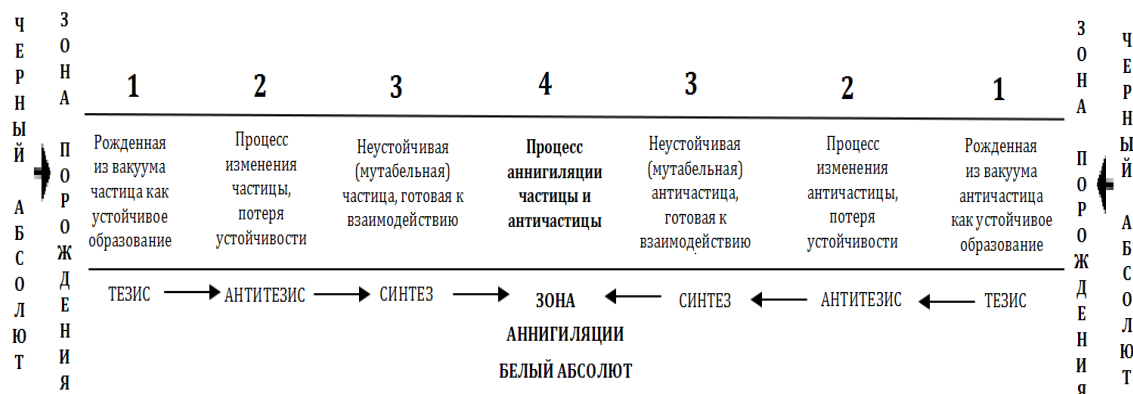 ЧЕРНЫЙ АБСОЛЮТ
ЗОНА ПОРОЖДЕНИЯ
1 2 3 4 3 2 1
Рожденная
из вакуума
частица как
устойчивое
образование
Процесс
изменения
частицы,
потеря
устойчивости
Неустойчивая
(мутабельная)
частица, готовая к
взаимодействию
Процесс
аннигиляции
частицы и
античастицы
Неустойчивая
(мутабельная)
античастица,
готовая к
взаимодействию
Процесс
изменения
античастицы,
потеря
устойчивости
Рожденная
из вакуума
античастица
как устойчивое
образование
ТЕЗИС АНТИТЕЗИС СИНТЕЗ ЗОНА СИНТЕЗ АНТИТЕЗИС ТЕЗИС
АННИГИЛЯЦИИ
БЕЛЫЙ АБСОЛЮТ
ЗОНА ПОРОЖДЕНИЯ
ЧЕРНЫЙ АБСОЛЮТ